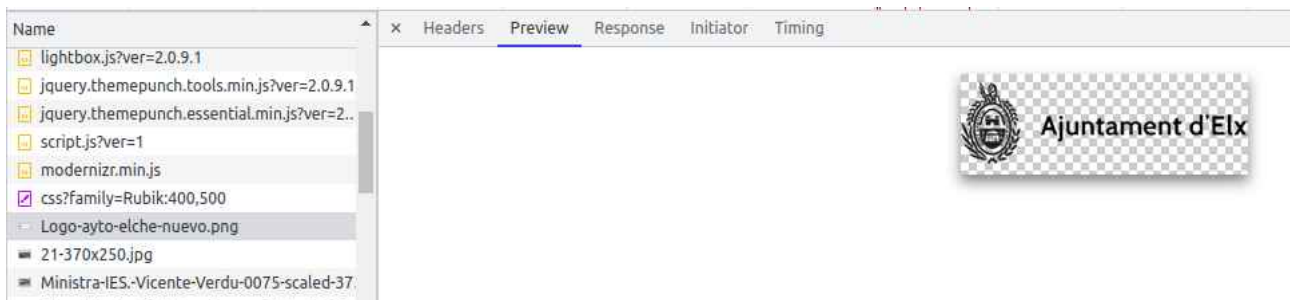 Name
lightbox.js?ver=2.0.9.1
jquery.themepunch.tools.min.js?ver=2.0.9.1
jquery.themepunch.essential.min.js?ver=2..
script.js?ver=1
modernizr.min.js
css?family=Rubik:400,500
Logo-ayto-elche-nuevo.png
21-370x250.jpg
Ministra-IES.-Vicente-Verdu-0075-scaled-37
× Headers Preview Response Initiator Timing
Ajuntament d'Elx